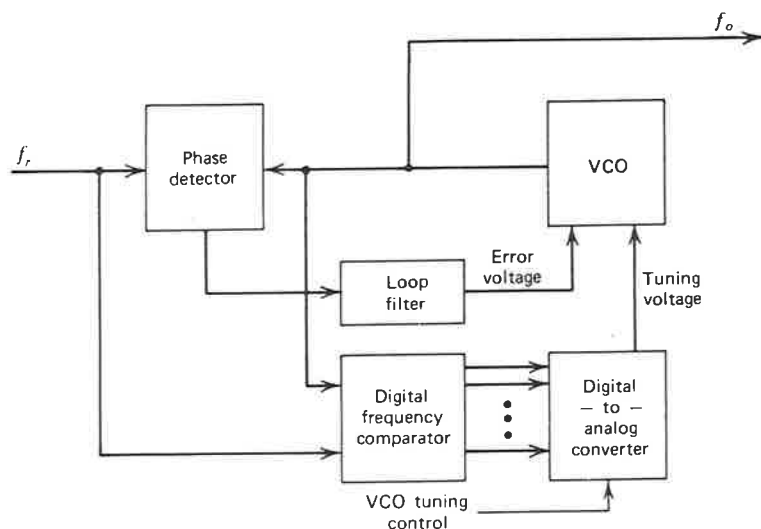 f_o
f_r
Phase
detector
VCO
Error
voltage
Tuning
voltage
Loop
filter
Digital
frequency
comparator
Digital
– to –
analog
converter
VCO tuning
control